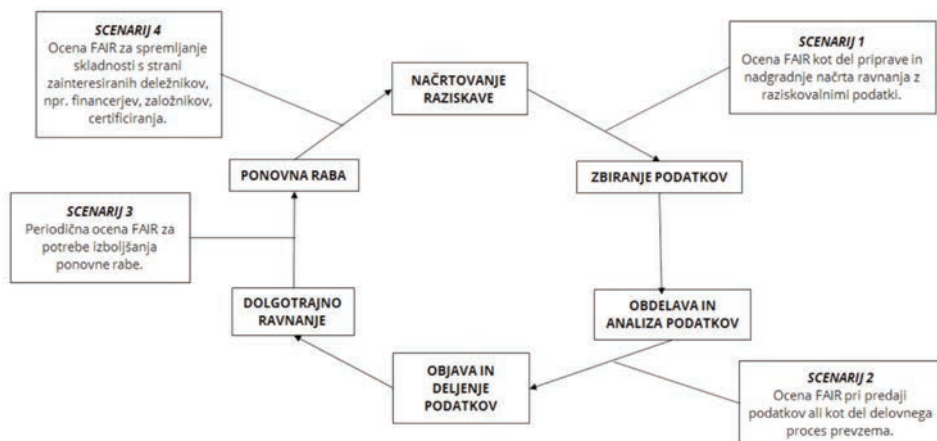 SCENARIJ 4
Ocena FAIR za spremljanje
skladnosti s strani
zainteresiranih deležnikov,
npr. financerjev, založnikov,
certificiranja.
NAČRTOVANJE
RAZISKAVE
SCENARIJ 1
Ocena FAIR kot del priprave in
nadgradnje načrta ravnanja z
raziskovalnimi podatki.
PONOVNA RABA
ZBIRANJE PODATKOV
SCENARIJ 3
Periodična ocena FAIR za
potrebe izboljšanja
ponovne rabe.
DOLGOTRAJNO
RAVNANJE
OBDELAVA IN
ANALIZA PODATKOV
OBJAVA IN
DELJENJE
PODATKOV
SCENARIJ 2
Ocena FAIR pri predaji
podatkov ali kot del delovnega
proces prevzema.